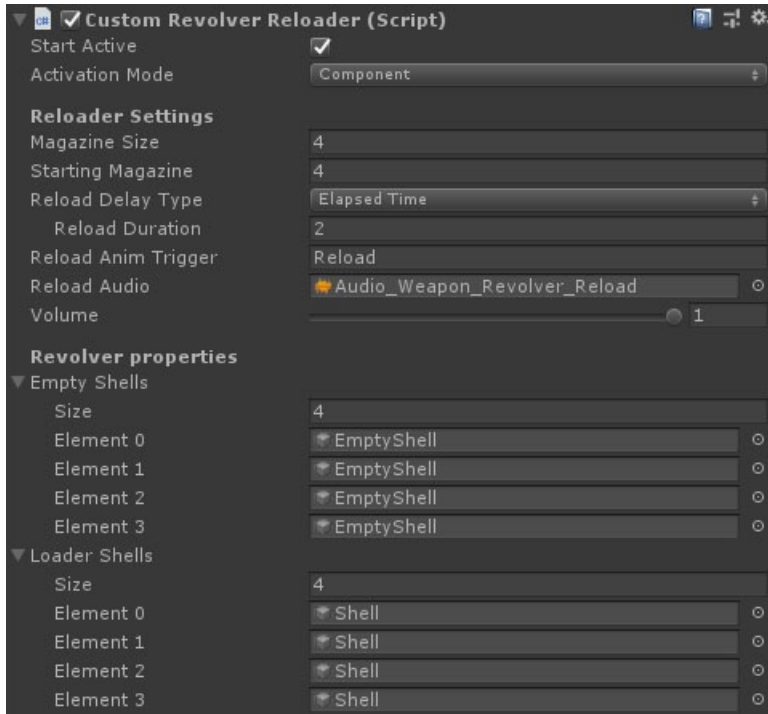 Custom Revolver Reloader (Script)
Start Active
Activation Mode Component
Reloader Settings
Magazine Size 4
Starting Magazine 4
Reload Delay Type Elapsed Time
Reload Duration 2
Reload Anim Trigger Reload
Reload Audio Audio_Weapon_Revolver_Reload
Volume 1
Revolver properties
Empty Shells
Size 4
Element 0 EmptyShell
Element 1 EmptyShell
Element 2 EmptyShell
Element 3 EmptyShell
Loader Shells
Size 4
Element 0 Shell
Element 1 Shell
Element 2 Shell
Element 3 Shell